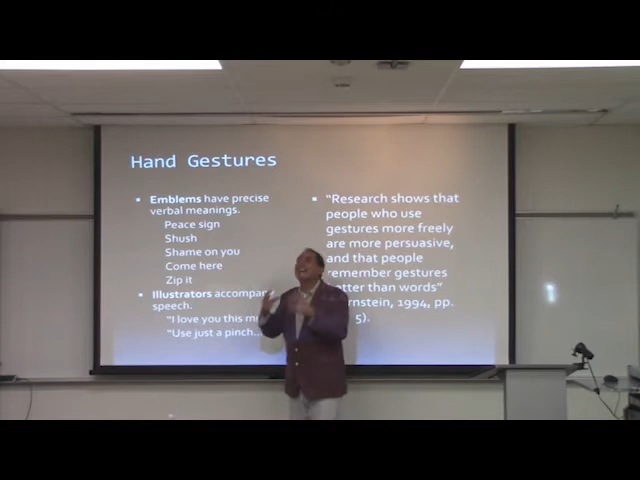 Hand Gestures
Emblems have precise
verbal meanings.
Peace sign
Shush
Shame on you
Come here
Zip it
Illustrators accompan
speech.
"I love you this m
"Use just a pinch...
"Research shows that
people who use
gestures more freely
are more persuasive,
and that people
remember gestures
etter than words"
rnstein, 1994, pp.
5).